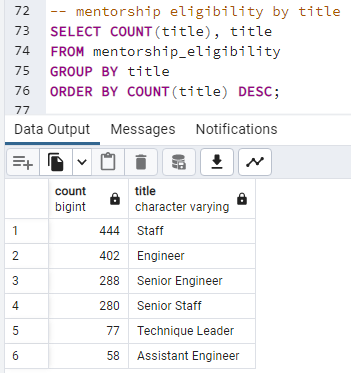 72 -- mentorship eligibility by title
73 SELECT COUNT(title), title
74 FROM mentorship_eligibility
75 GROUP BY title
76 ORDER BY COUNT(title) DESC;
77
Data Output Messages Notifications
count title
bigint character varying
1 444 Staff
2 402 Engineer
3 288 Senior Engineer
4 280 Senior Staff
5 77 Technique Leader
6 58 Assistant Engineer